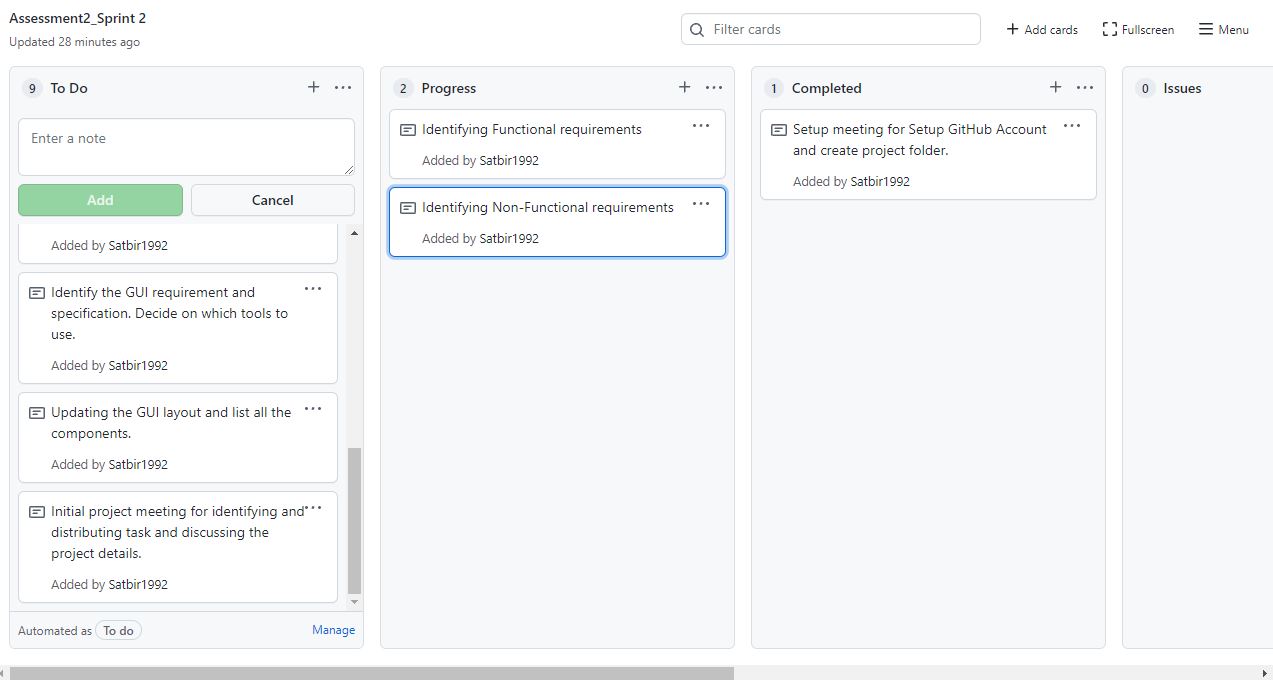 Assessment2_Sprint 2
Updated 28 minutes ago
Filter cards
Add cards
Fullscreen
Menu
9 To Do
Enter a note
Add
Cancel
Added by Satbir1992
Identify the GUI requirement and
specification. Decide on which tools to
use.
Added by Satbir1992
Updating the GUI layout and list all the
components.
Added by Satbir1992
Initial project meeting for identifying and
distributing task and discussing the
project details.
Added by Satbir1992
Automated as To do
Manage
2 Progress
Identifying Functional requirements
Added by Satbir1992
Identifying Non-Functional requirements
Added by Satbir1992
1 Completed
Setup meeting for Setup GitHub Account
and create project folder.
Added by Satbir1992
0 Issues